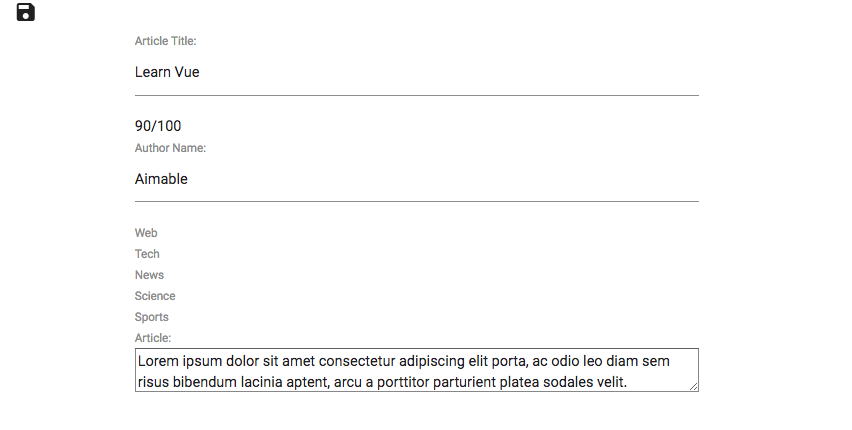 Article Title:
Learn Vue
90/100
Author Name:
Aimable
Web
Tech
News
Science
Sports
Article:
Lorem ipsum dolor sit amet consectetur adipiscing elit porta, ac odio leo diam sem
risus bibendum lacinia aptent, arcu a porttitor parturient platea sodales velit.